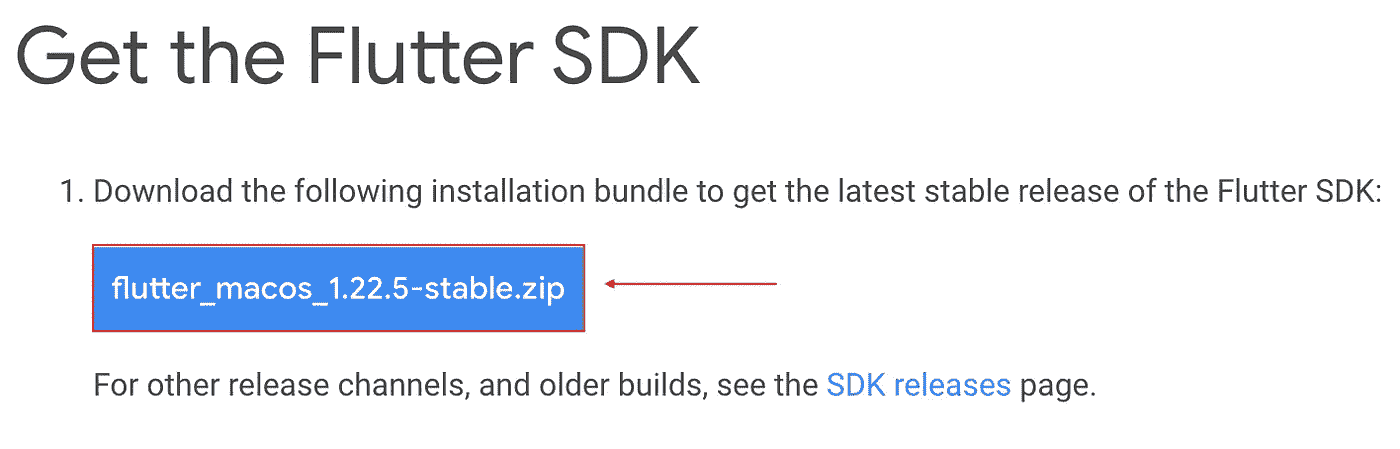 Get the Flutter SDK
1. Download the following installation bundle to get the latest stable release of the Flutter SDK:
flutter_macos_1.22.5-stable.zip
For other release channels, and older builds, see the SDK releases page.